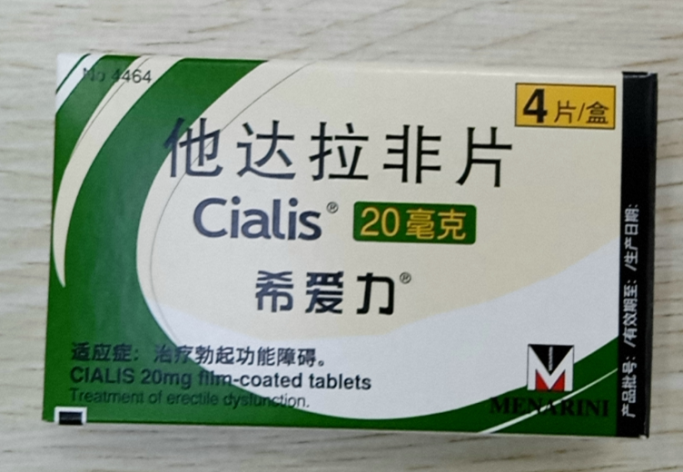 No 4464
4片/盒
他达拉非片
Cialis® 20毫克
希爱力®
适应症：治疗勃起功能障碍。
CIALIS 20mg film-coated tablets
Treatment of erectile dysfunction.
MENARINI
产品批号：/有效期至：/生产日期：